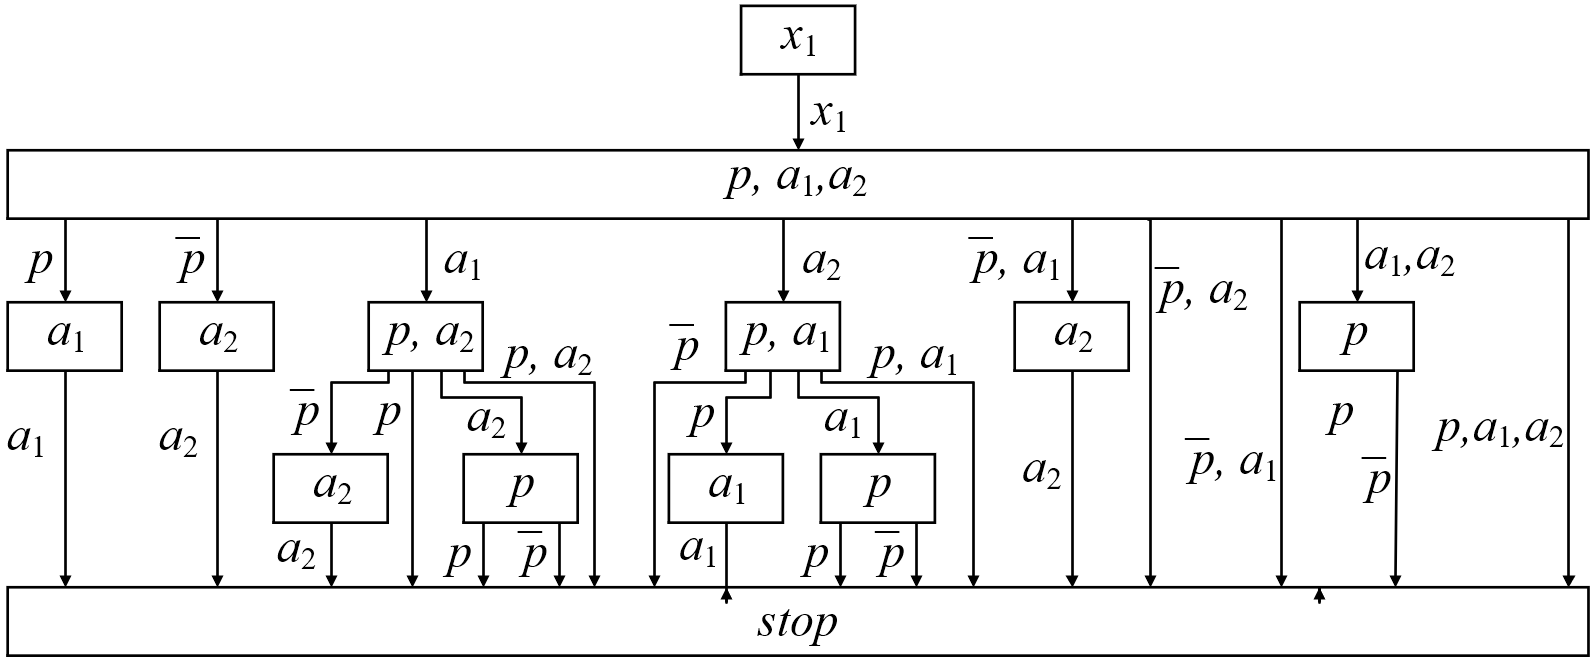 x₁
x₁
p, a₁,a₂
p
p̅
a₁
a₂
p̅, a₁
p̅, a₂
a₁,a₂
a₁
a₂
p, a₂
p̅
p, a₁
a₂
p
p, a₂
p, a₁
p̅
p
a₂
p
a₁
p
p,a₁,a₂
a₁
a₂
a₂
p
a₁
p
a₂
p̅, a₁
p̅
a₂
p
p̅
a₁
p
p̅
stop